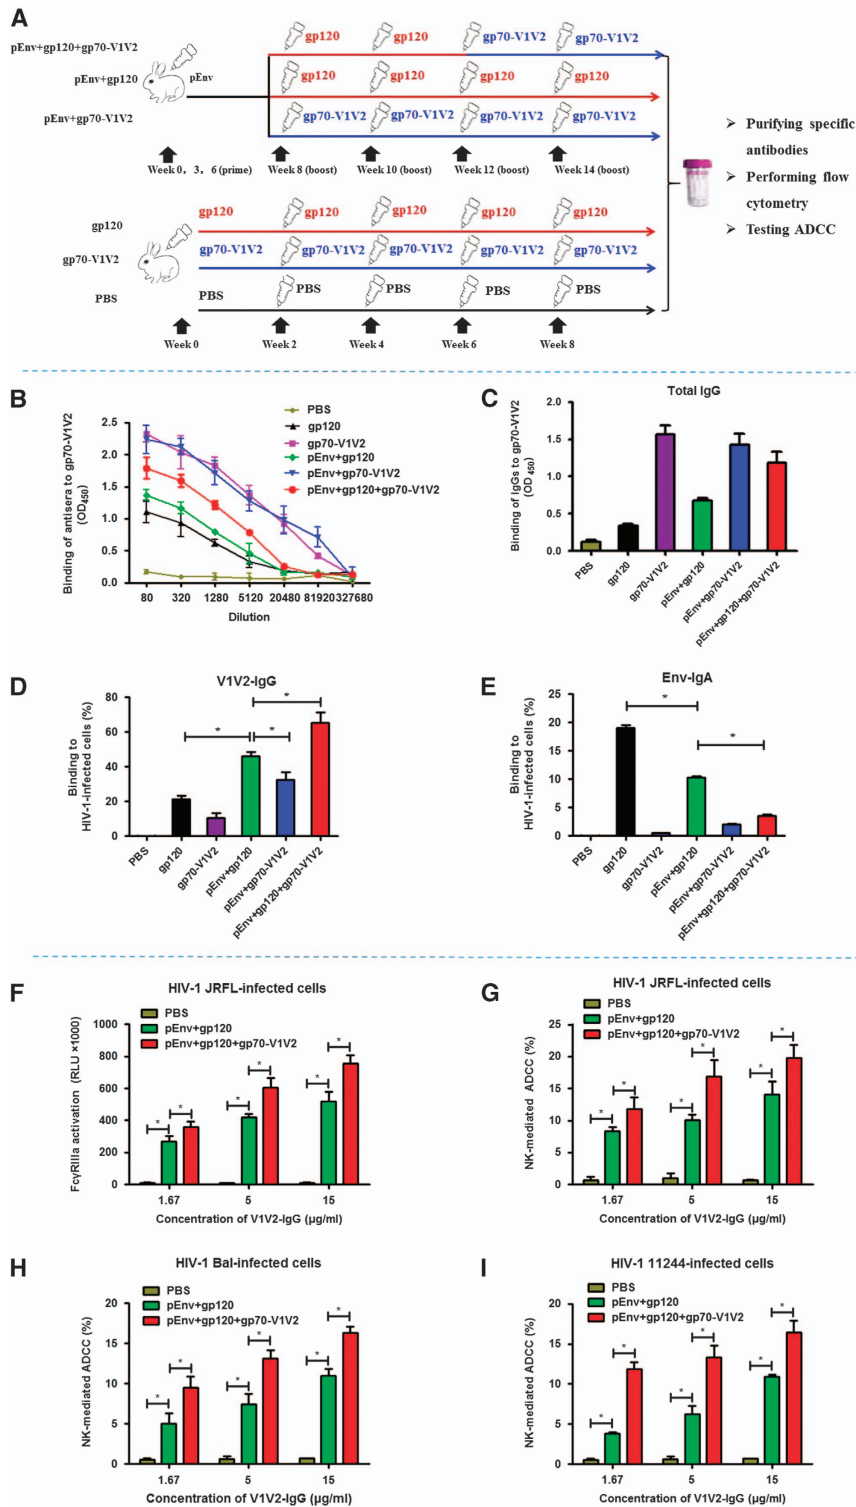 A
pEnv+gp120+gp70-V1V2
gp120 gp120 gp70-V1V2 gp70-V1V2
pEnv+gp120
pEnv
gp120 gp120 gp120 gp120
pEnv+gp70-V1V2
gp70-V1V2 gp70-V1V2 gp70-V1V2 gp70-V1V2
Week 0, 3, 6 (prime) Week 8 (boost) Week 10 (boost) Week 12 (boost) Week 14 (boost)
gp120
gp120 gp120 gp120 gp120 gp120
gp70-V1V2
gp70-V1V2 gp70-V1V2 gp70-V1V2 gp70-V1V2 gp70-V1V2
PBS
PBS PBS PBS PBS PBS
Week 0 Week 2 Week 4 Week 6 Week 8
➢ Purifying specific
antibodies
➢ Performing flow
cytometry
➢ Testing ADCC
B
Binding of antisera to gp70-V1V2
(OD450)
2.5
2.0
1.5
1.0
0.5
0.0
80 320 1280 5120 20480 81920 327680
Dilution
PBS
gp120
gp70-V1V2
pEnv+gp120
pEnv+gp70-V1V2
pEnv+gp120+gp70-V1V2
C
Total IgG
Binding of IgGs to gp70-V1V2
(OD450)
2.0
1.5
1.0
0.5
0.0
PBS
gp120
gp70-V1V2
pEnv+gp120
pEnv+gp70-V1V2
pEnv+gp120+gp70-V1V2
D
V1V2-IgG
Binding to
HIV-1-infected cells (%)
80
60
40
20
0
* * *
PBS
gp120
gp70-V1V2
pEnv+gp120
pEnv+gp70-V1V2
pEnv+gp120+gp70-V1V2
E
Env-IgA
Binding to
HIV-1-infected cells (%)
25
20
15
10
5
0
* *
PBS
gp120
gp70-V1V2
pEnv+gp120
pEnv+gp70-V1V2
pEnv+gp120+gp70-V1V2
F
HIV-1 JRFL-infected cells
PBS
pEnv+gp120
pEnv+gp120+gp70-V1V2
FcγRIIIa activation (RLU ×1000)
1000
800
600
400
200
0
* * * * * *
1.67 5 15
Concentration of V1V2-IgG (μg/ml)
G
HIV-1 JRFL-infected cells
PBS
pEnv+gp120
pEnv+gp120+gp70-V1V2
NK-mediated ADCC (%)
25
20
15
10
5
0
* * * * * *
1.67 5 15
Concentration of V1V2-IgG (μg/ml)
H
HIV-1 Bal-infected cells
PBS
pEnv+gp120
pEnv+gp120+gp70-V1V2
NK-mediated ADCC (%)
20
15
10
5
0
* * * * * *
1.67 5 15
Concentration of V1V2-IgG (μg/ml)
I
HIV-1 11244-infected cells
PBS
pEnv+gp120
pEnv+gp120+gp70-V1V2
NK-mediated ADCC (%)
20
15
10
5
0
* * * * * *
1.67 5 15
Concentration of V1V2-IgG (μg/ml)